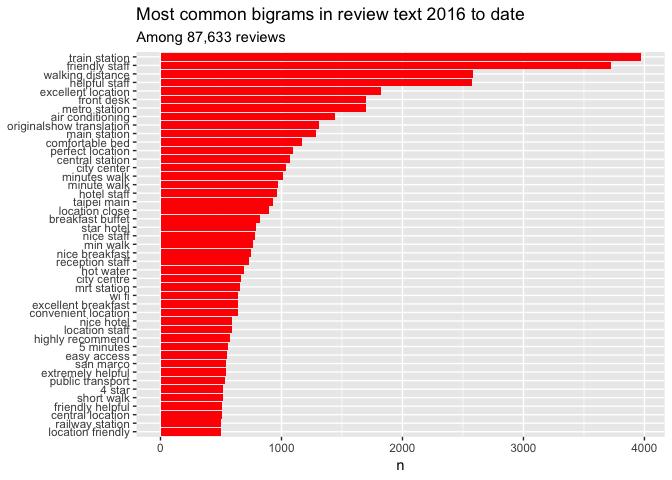 Most common bigrams in review text 2016 to date
Among 87,633 reviews
train station
friendly staff
walking distance
helpful staff
excellent location
front desk
metro station
air conditioning
originalshow translation
main station
comfortable bed
perfect location
central station
city center
minutes walk
minute walk
hotel staff
taipei main
location close
breakfast buffet
star hotel
nice staff
min walk
nice breakfast
reception staff
hot water
city centre
mrt station
wi fi
excellent breakfast
convenient location
nice hotel
location staff
highly recommend
5 minutes
easy access
san marco
extremely helpful
public transport
4 star
short walk
friendly helpful
central location
railway station
location friendly
0 1000 2000 3000 4000
n